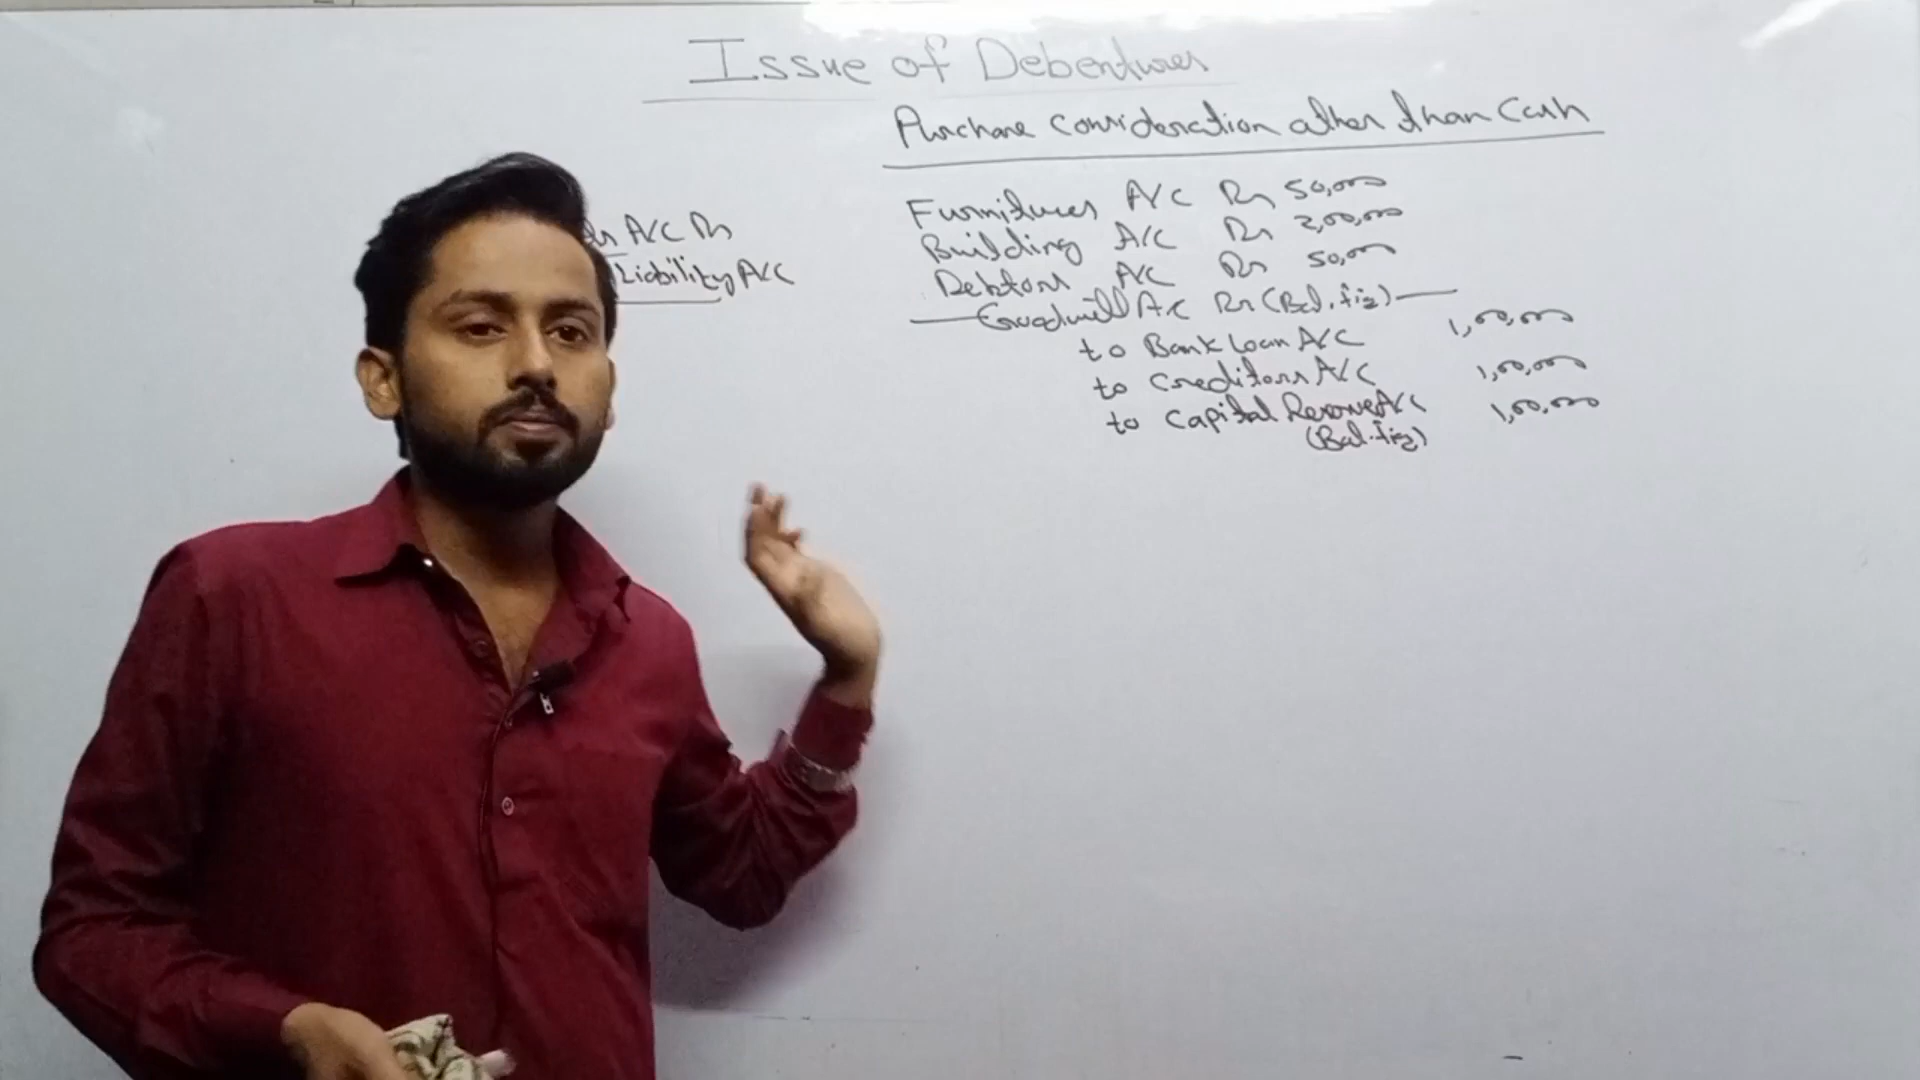 Issue of Debentures
Purchase consideration other than Cash
A/C Dr
Liability A/C
Furnitures A/C Dr 50,000
Building A/C Dr 2,00,000
Debtors A/C Dr 50,000
Goodwill A/C Dr (Bal.fig)
to Bank Loan A/C 1,00,000
to Creditors A/C 1,00,000
to Capital Reserve A/C 1,00,000
(Bal.fig)